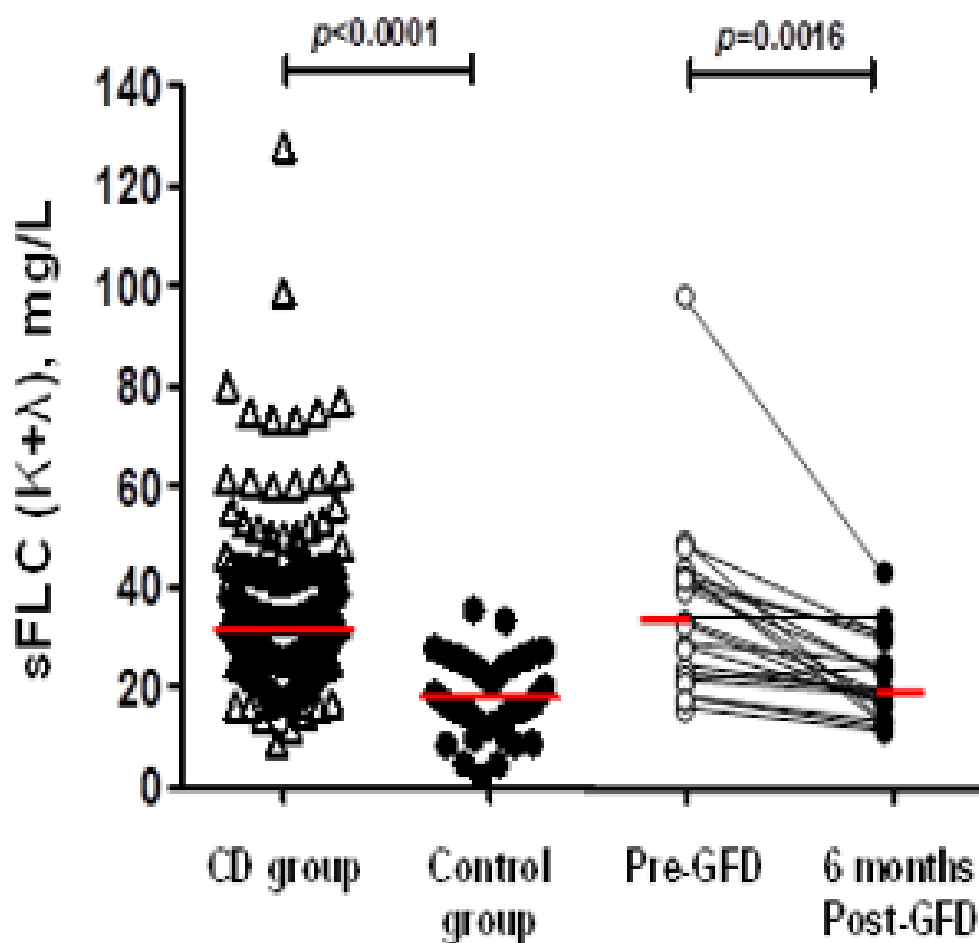 p<0.0001
p=0.0016
140
120
100
80
60
40
20
0
sFLC (K+λ), mg/L
CD group
Control
group
Pre-GFD
6 months
Post-GFD